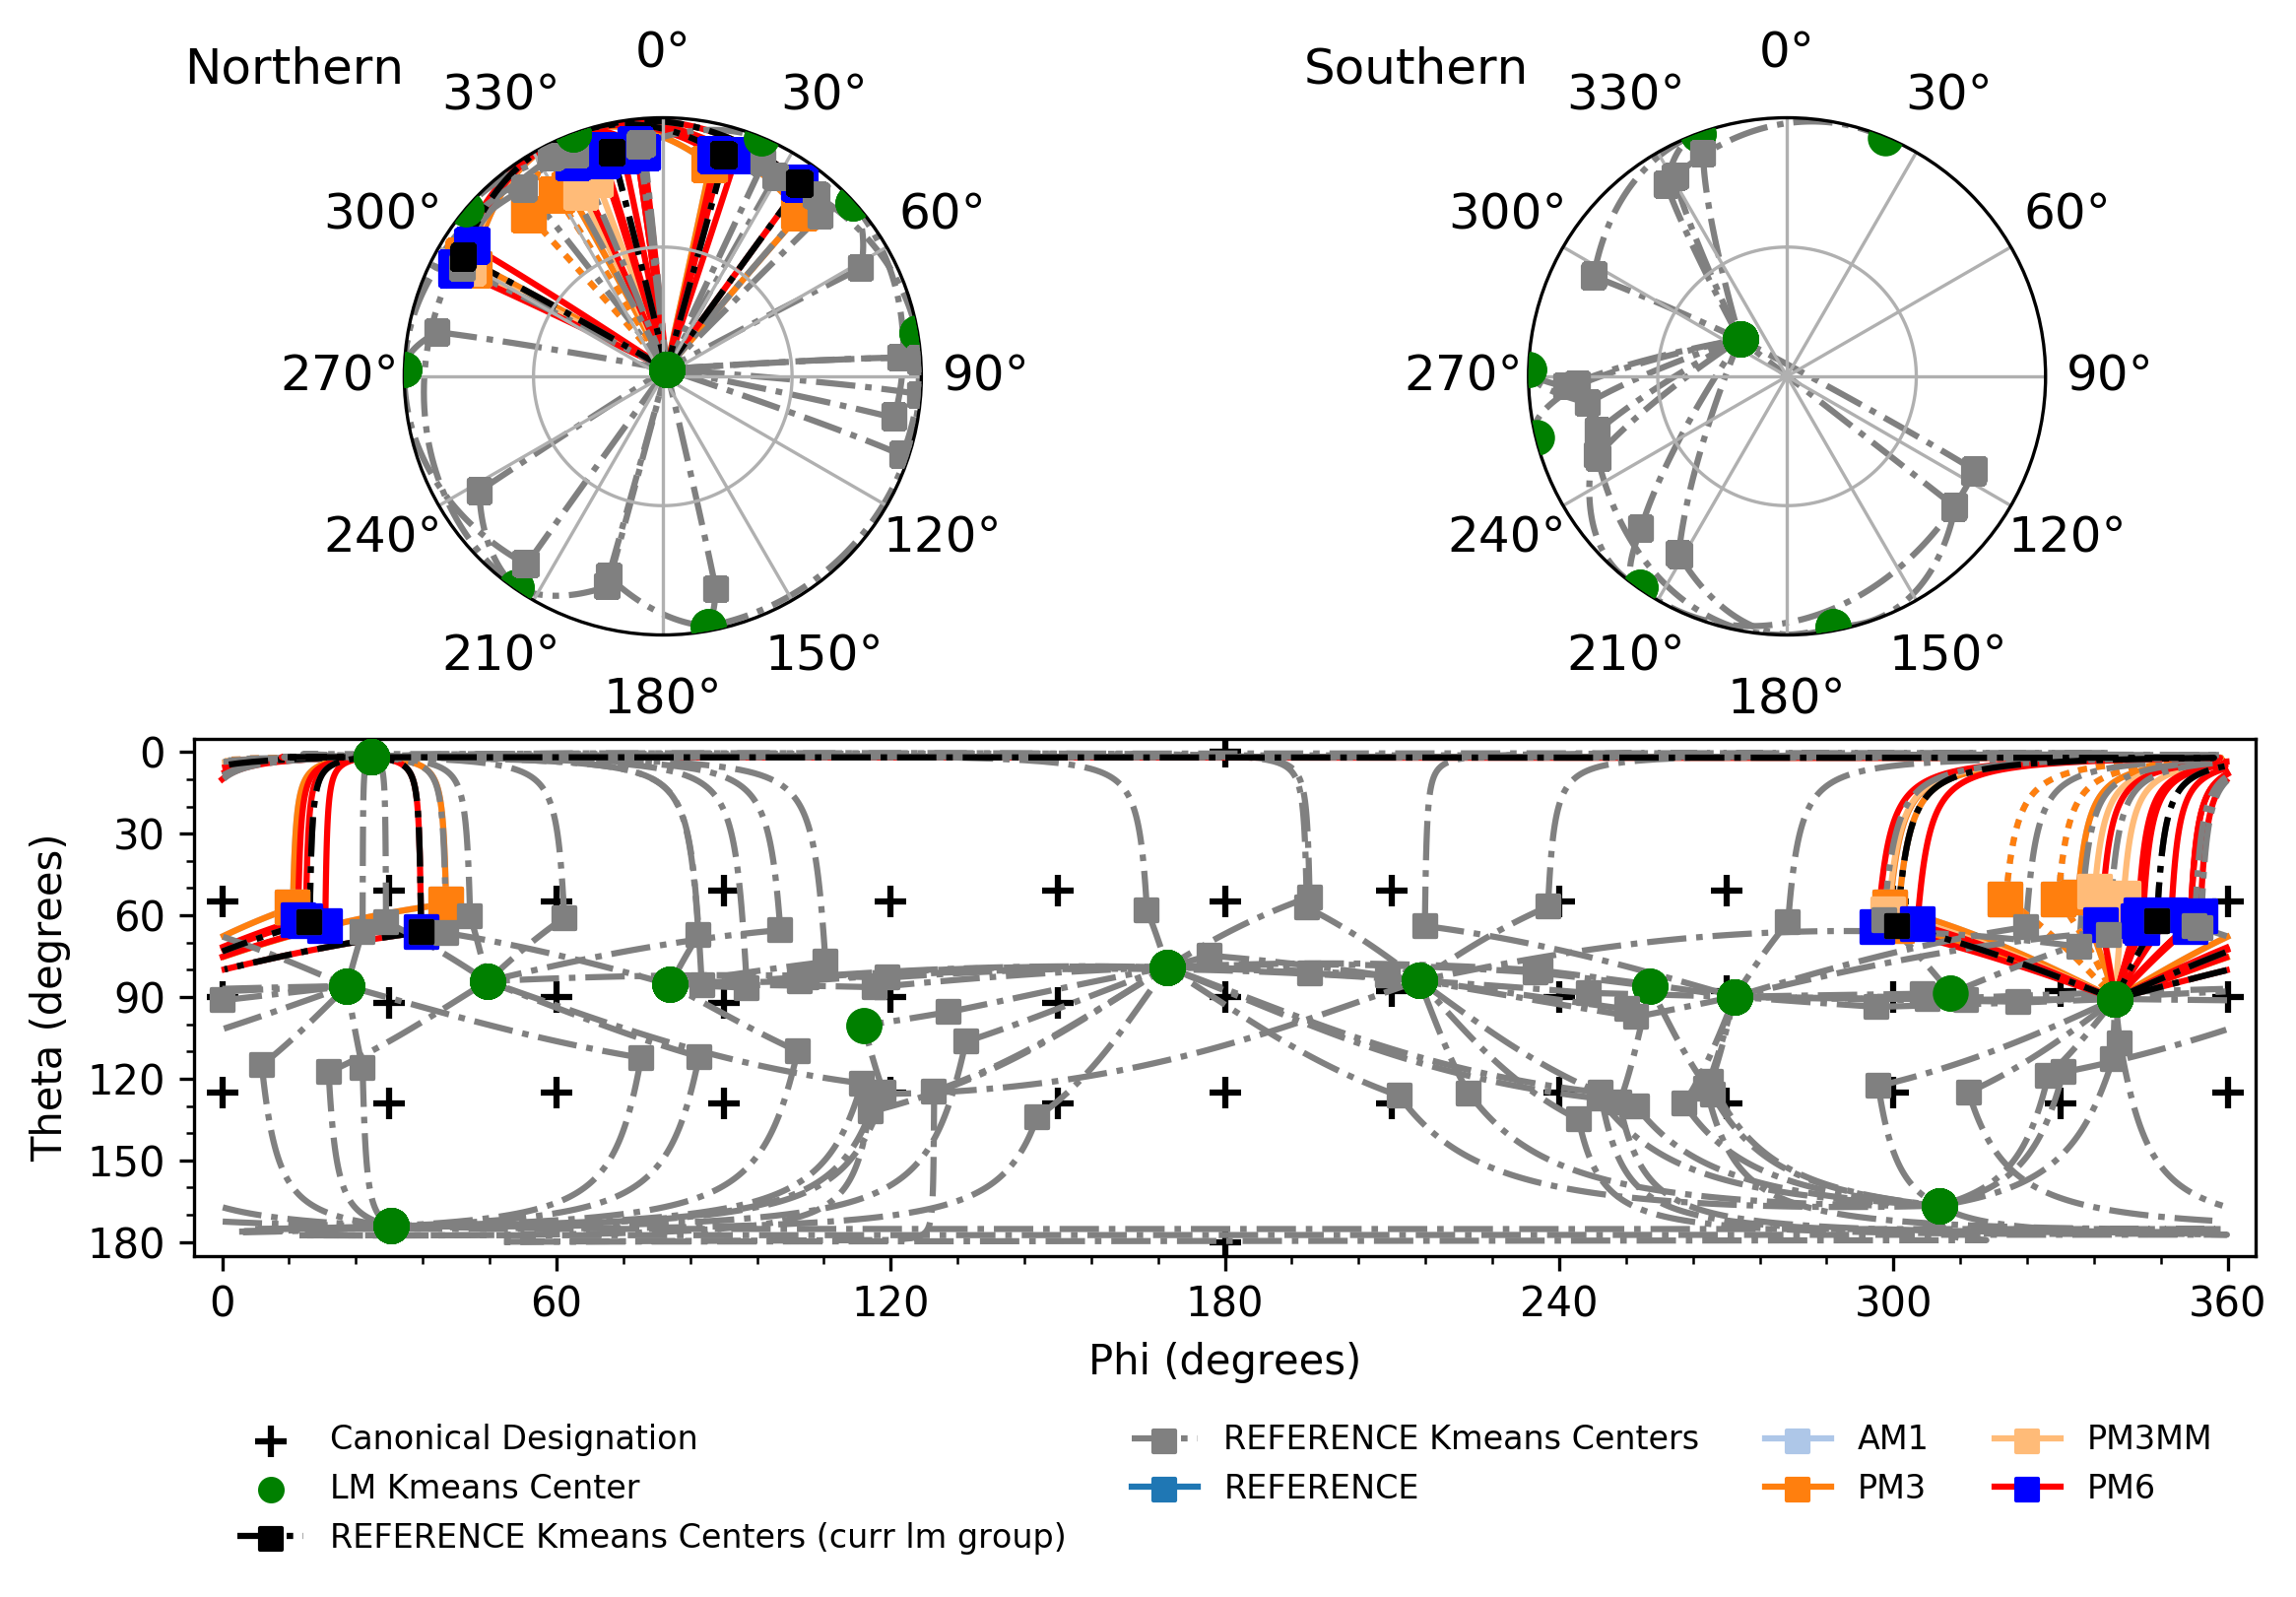 Northern
0°
30°
60°
90°
120°
150°
180°
210°
240°
270°
300°
330°
Southern
0°
30°
60°
90°
120°
150°
180°
210°
240°
270°
300°
330°
Theta (degrees)
0
30
60
90
120
150
180
0 60 120 180 240 300 360
Phi (degrees)
Canonical Designation
LM Kmeans Center
REFERENCE Kmeans Centers (curr lm group)
REFERENCE Kmeans Centers
REFERENCE
AM1
PM3
PM3MM
PM6